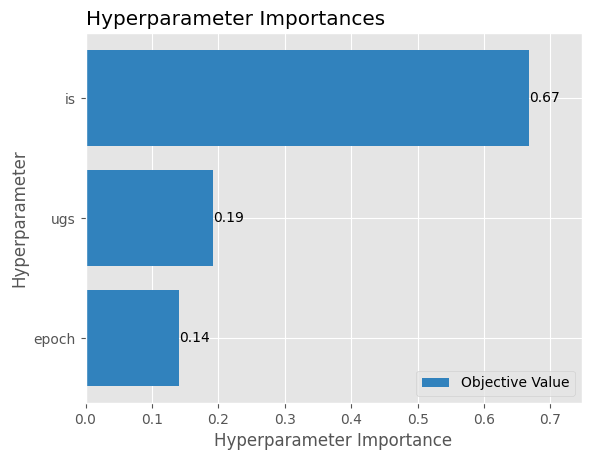 Hyperparameter Importances
Hyperparameter
is
0.67
ugs
0.19
epoch
0.14
Objective Value
0.0 0.1 0.2 0.3 0.4 0.5 0.6 0.7
Hyperparameter Importance